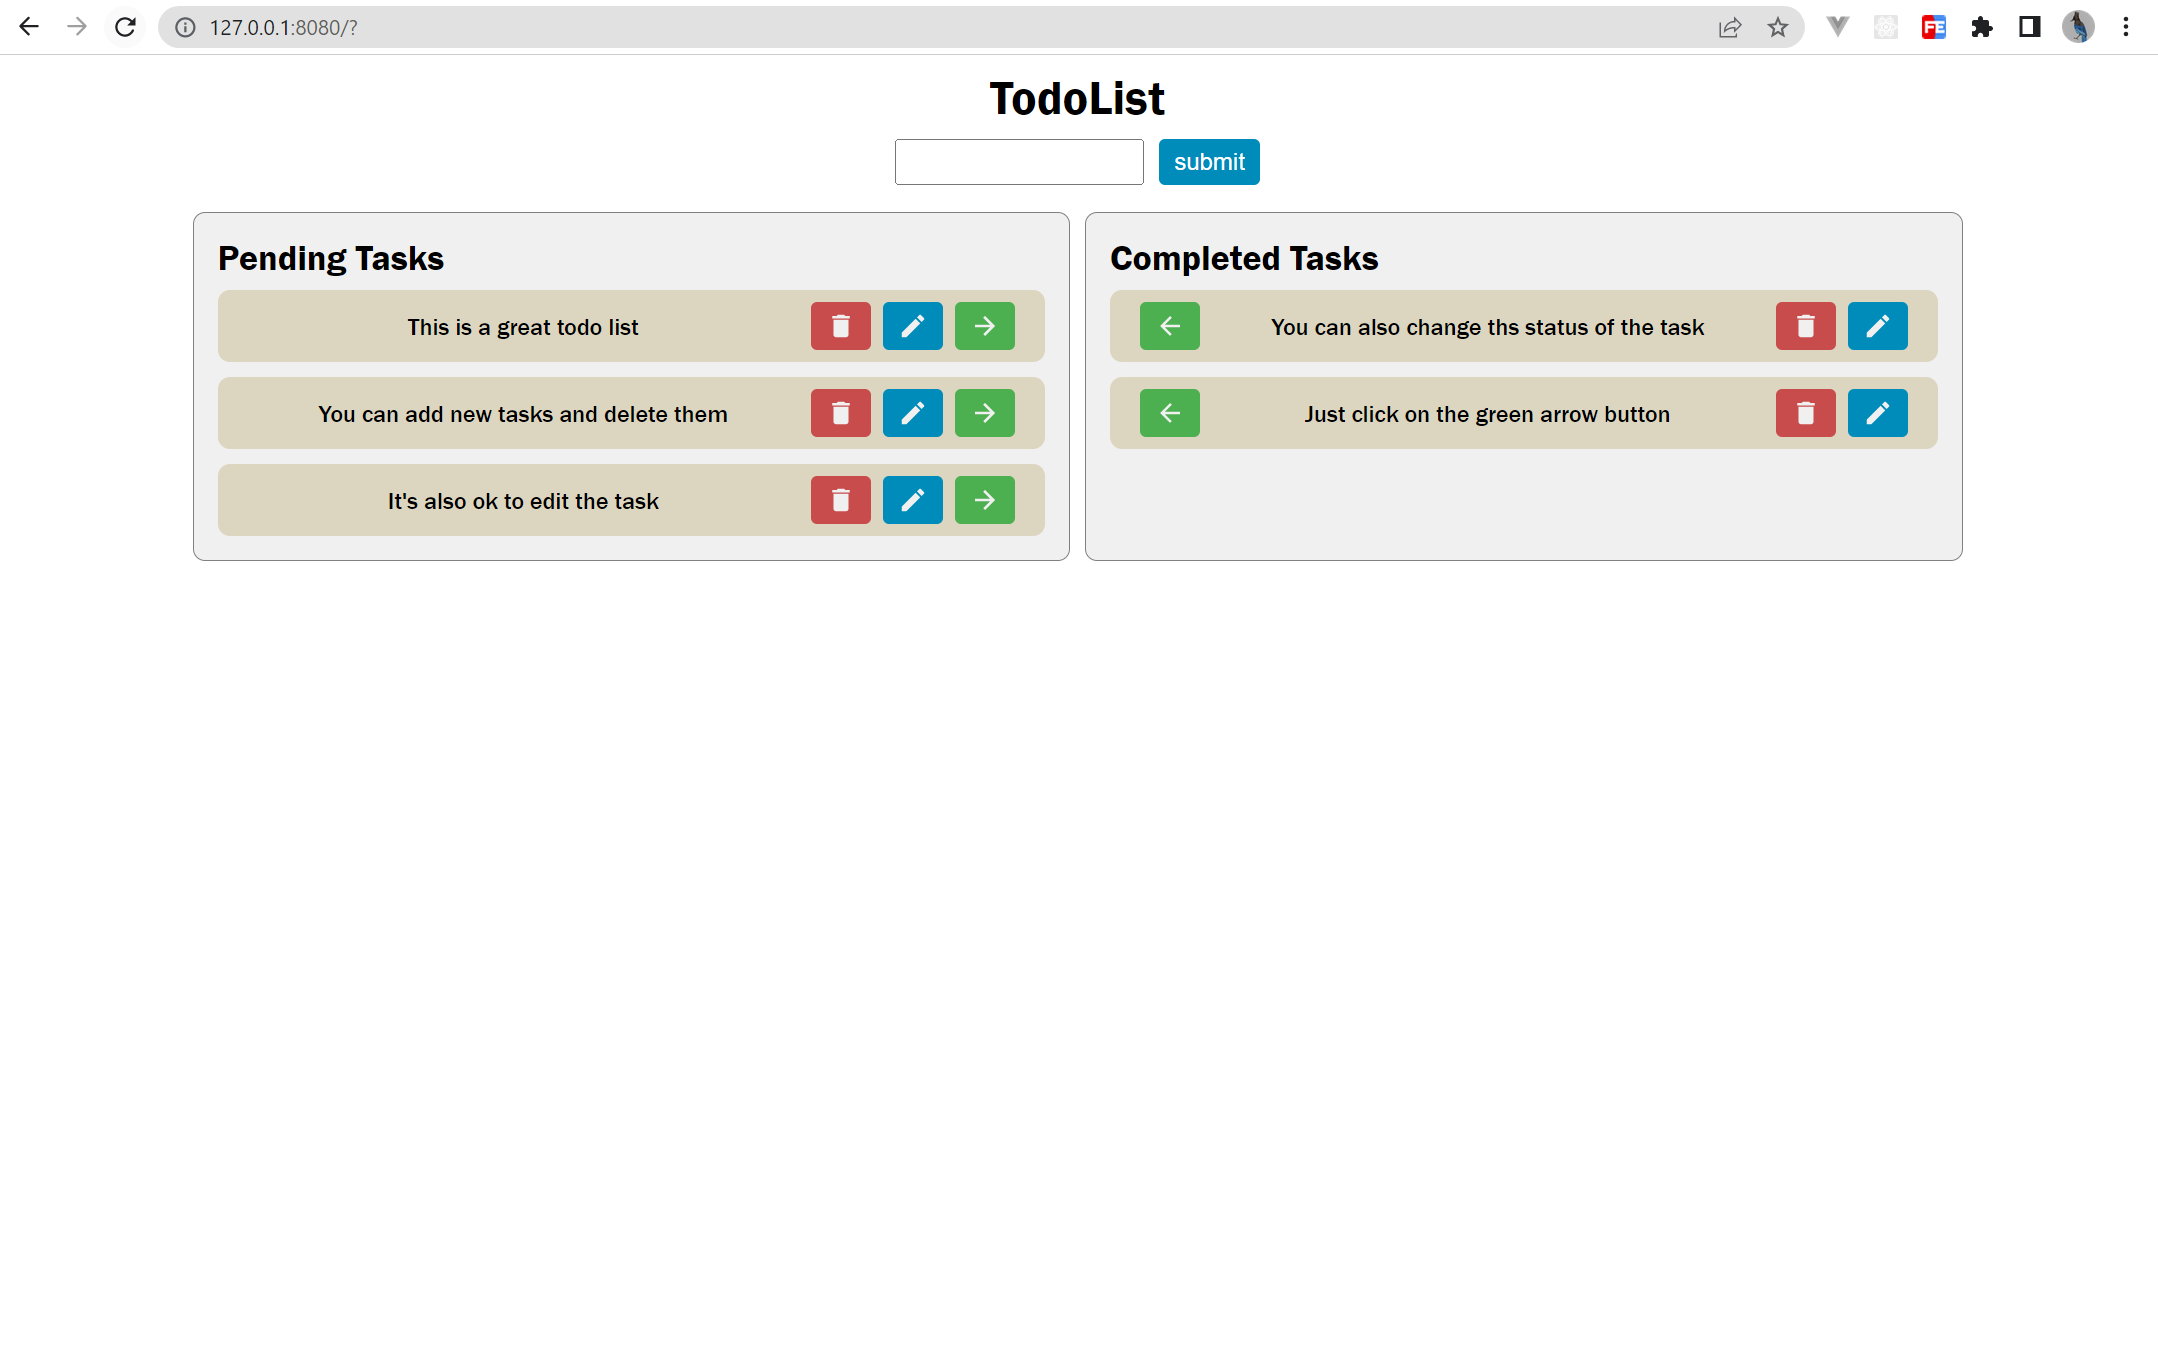 127.0.0.1:8080/?
FE
TodoList
submit
Pending Tasks
This is a great todo list
You can add new tasks and delete them
It's also ok to edit the task
Completed Tasks
You can also change ths status of the task
Just click on the green arrow button